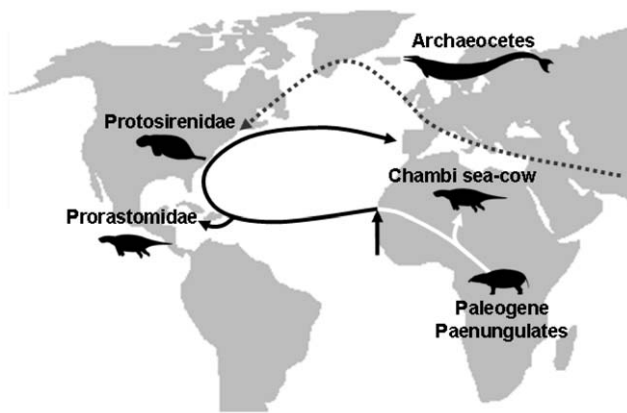 Archaeocetes
Protosirenidae
Chambi sea-cow
Prorastomidae
Paleogene
Paenungulates